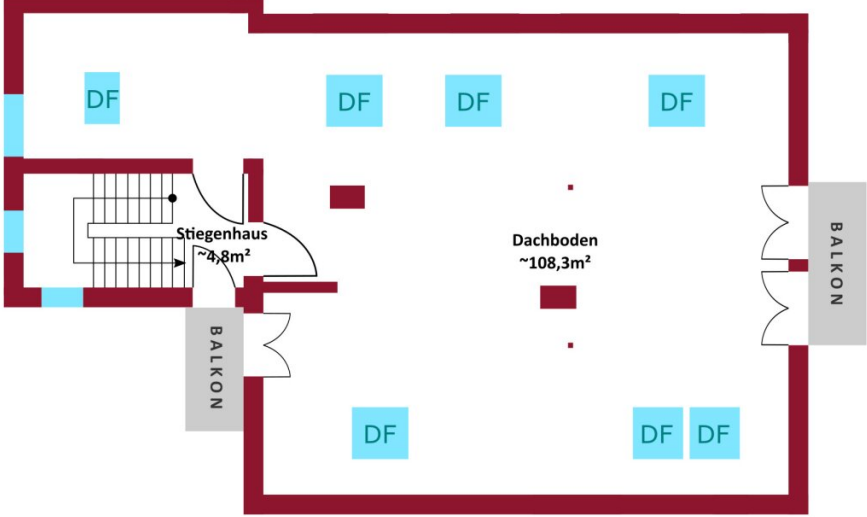 DF
DF
DF
DF
Stiegenhaus
~4,8m²
Dachboden
~108,3m²
BALKON
BALKON
DF
DF
DF